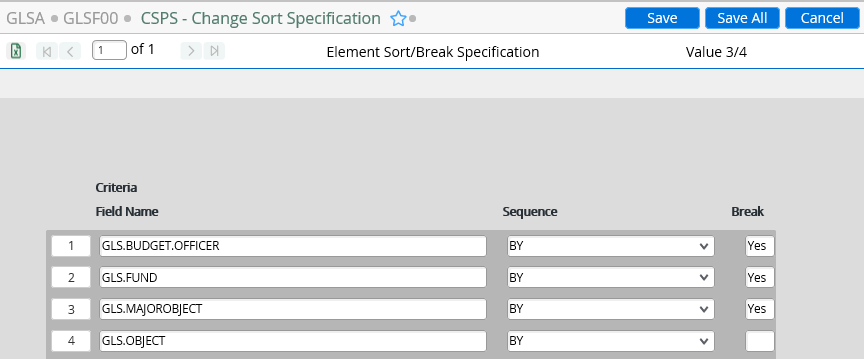 GLSA ● GLSF00 ● CSPS - Change Sort Specification
Save Save All Cancel
1 of 1 Element Sort/Break Specification Value 3/4
Criteria
Field Name Sequence Break
1 GLS.BUDGET.OFFICER BY Yes
2 GLS.FUND BY Yes
3 GLS.MAJOROBJECT BY Yes
4 GLS.OBJECT BY